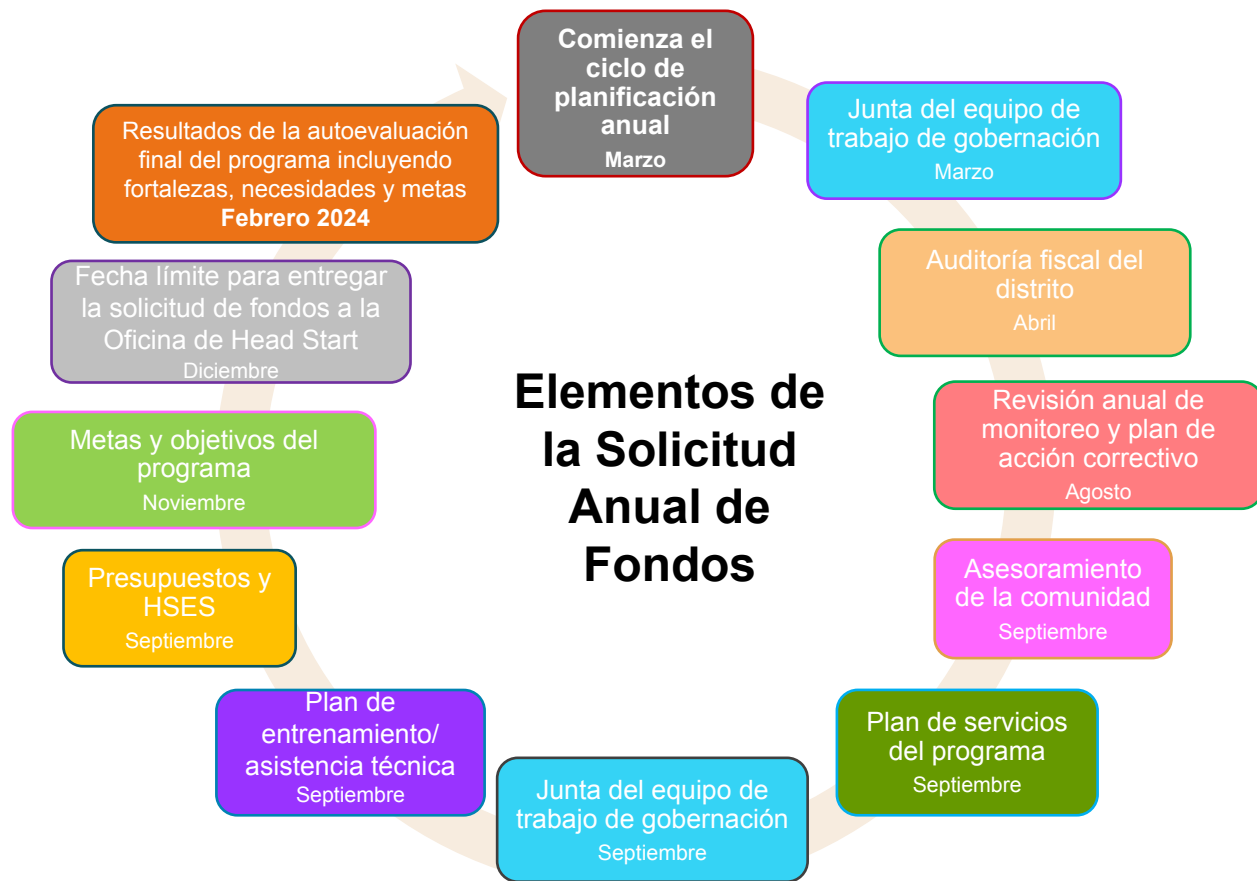 Comienza el
ciclo de
planificación
anual
Marzo
Junta del equipo de
trabajo de gobernación
Marzo
Auditoría fiscal del
distrito
Abril
Revisión anual de
monitoreo y plan de
acción correctivo
Agosto
Asesoramiento
de la comunidad
Septiembre
Plan de servicios
del programa
Septiembre
Junta del equipo de
trabajo de gobernación
Septiembre
Plan de
entrenamiento/
asistencia técnica
Septiembre
Presupuestos y
HSES
Septiembre
Metas y objetivos del
programa
Noviembre
Fecha límite para entregar
la solicitud de fondos a la
Oficina de Head Start
Diciembre
Resultados de la autoevaluación
final del programa incluyendo
fortalezas, necesidades y metas
Febrero 2024
Elementos de
la Solicitud
Anual de
Fondos